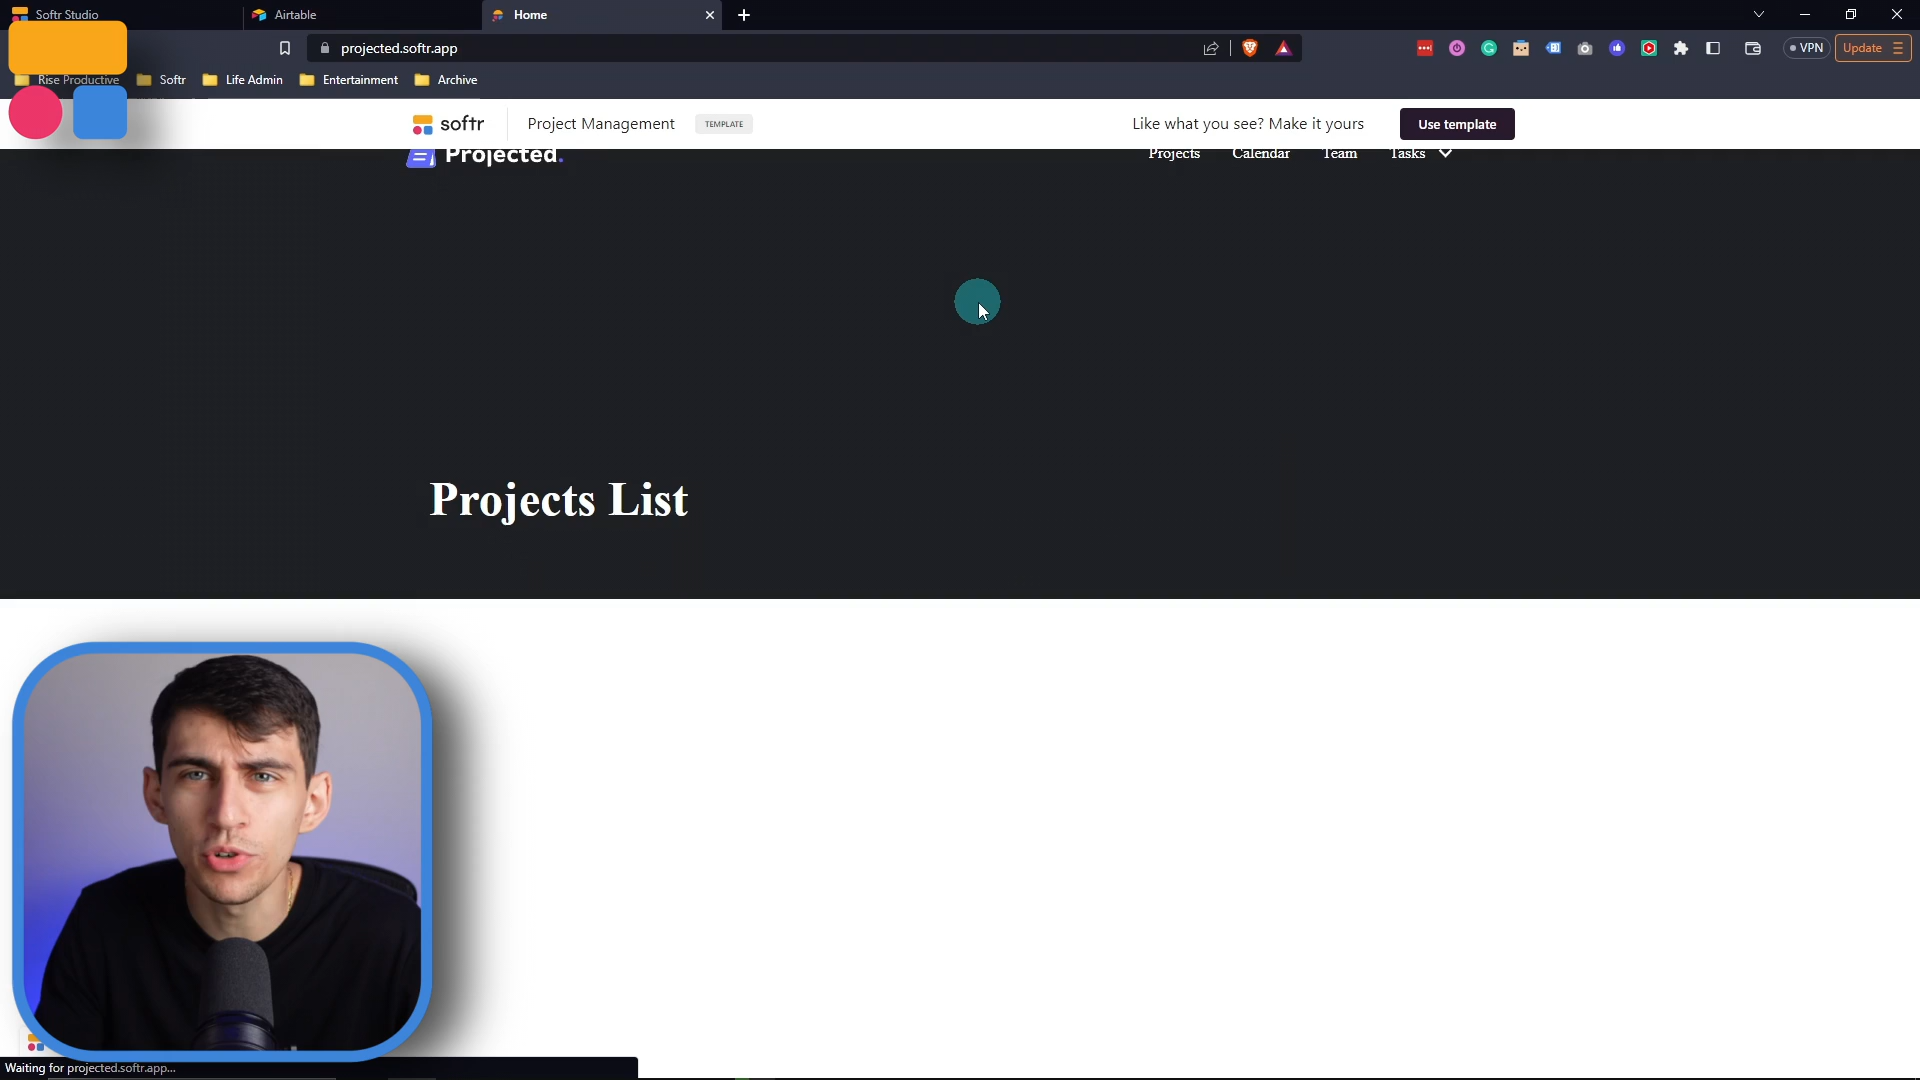 Softr Studio
Airtable
Home
projected.softr.app
VPN
Update
Rise Productive
Softr
Life Admin
Entertainment
Archive
softr
Project Management
TEMPLATE
Like what you see? Make it yours
Use template
Projected.
Projects
Calendar
Team
Tasks
Projects List
Waiting for projected.softr.app...